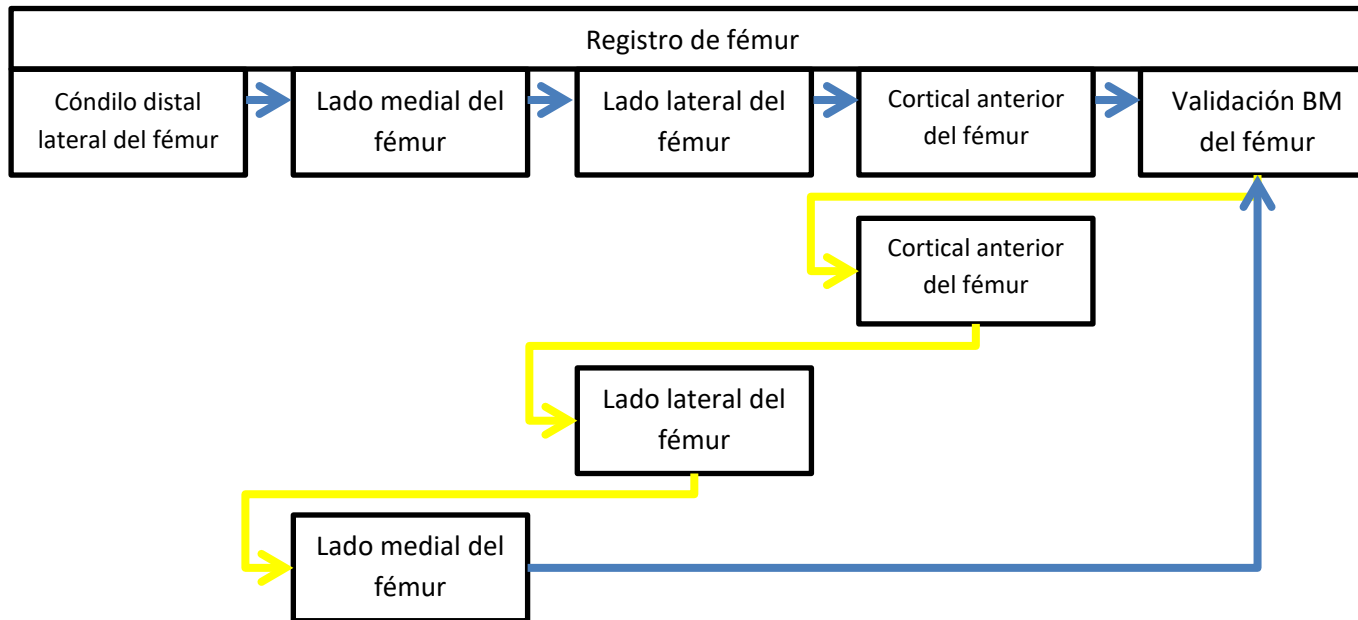 Registro de fémur
Cóndilo distal
lateral del fémur
Lado medial del
fémur
Lado lateral del
fémur
Cortical anterior
del fémur
Validación BM
del fémur
Cortical anterior
del fémur
Lado lateral del
fémur
Lado medial del
fémur